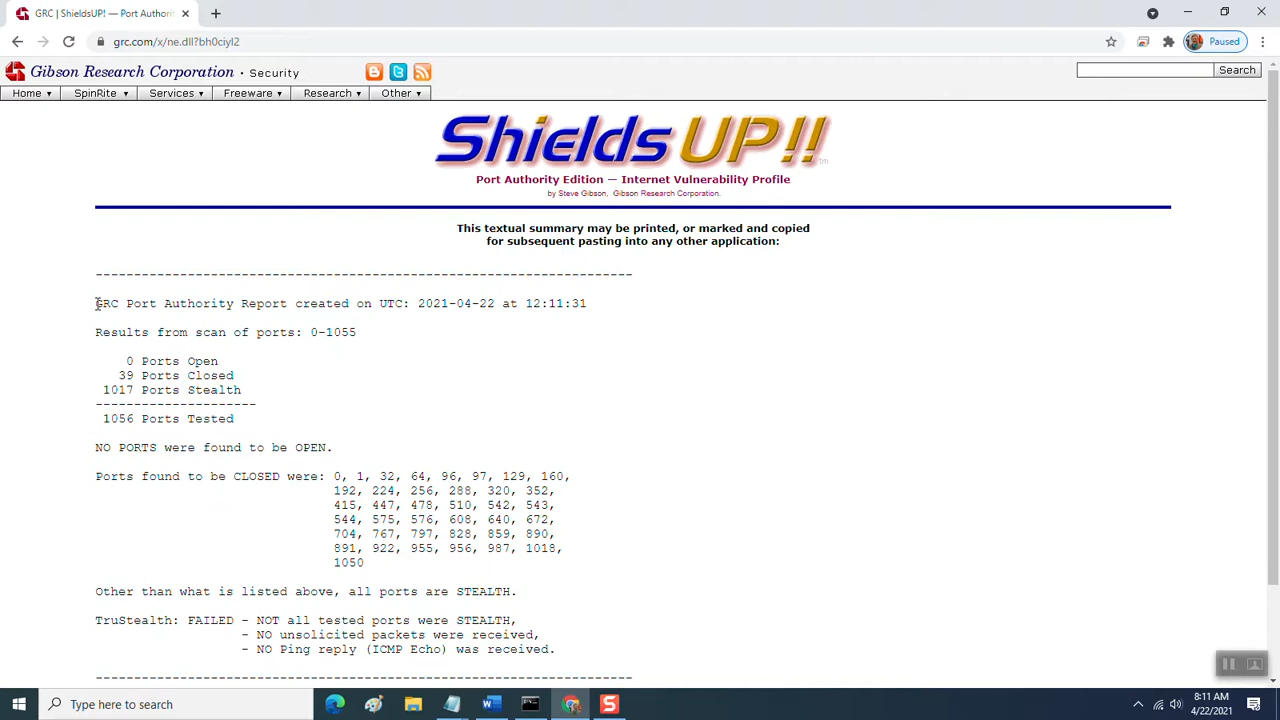 GRC | ShieldsUP! — Port Authorit
grc.com/x/ne.dll?bh0ciyl2
Paused
Gibson Research Corporation · Security
Search
Home
SpinRite
Services
Freeware
Research
Other
Shields UP!!
tm
Port Authority Edition — Internet Vulnerability Profile
by Steve Gibson, Gibson Research Corporation.
This textual summary may be printed, or marked and copied
for subsequent pasting into any other application:
----------------------------------------------------------------------
GRC Port Authority Report created on UTC: 2021-04-22 at 12:11:31
Results from scan of ports: 0-1055
0 Ports Open
39 Ports Closed
1017 Ports Stealth
---------------------
1056 Ports Tested
NO PORTS were found to be OPEN.
Ports found to be CLOSED were: 0, 1, 32, 64, 96, 97, 129, 160,
192, 224, 256, 288, 320, 352,
415, 447, 478, 510, 542, 543,
544, 575, 576, 608, 640, 672,
704, 767, 797, 828, 859, 890,
891, 922, 955, 956, 987, 1018,
1050
Other than what is listed above, all ports are STEALTH.
TruStealth: FAILED - NOT all tested ports were STEALTH,
- NO unsolicited packets were received,
- NO Ping reply (ICMP Echo) was received.
----------------------------------------------------------------------
Type here to search
8:11 AM
4/22/2021